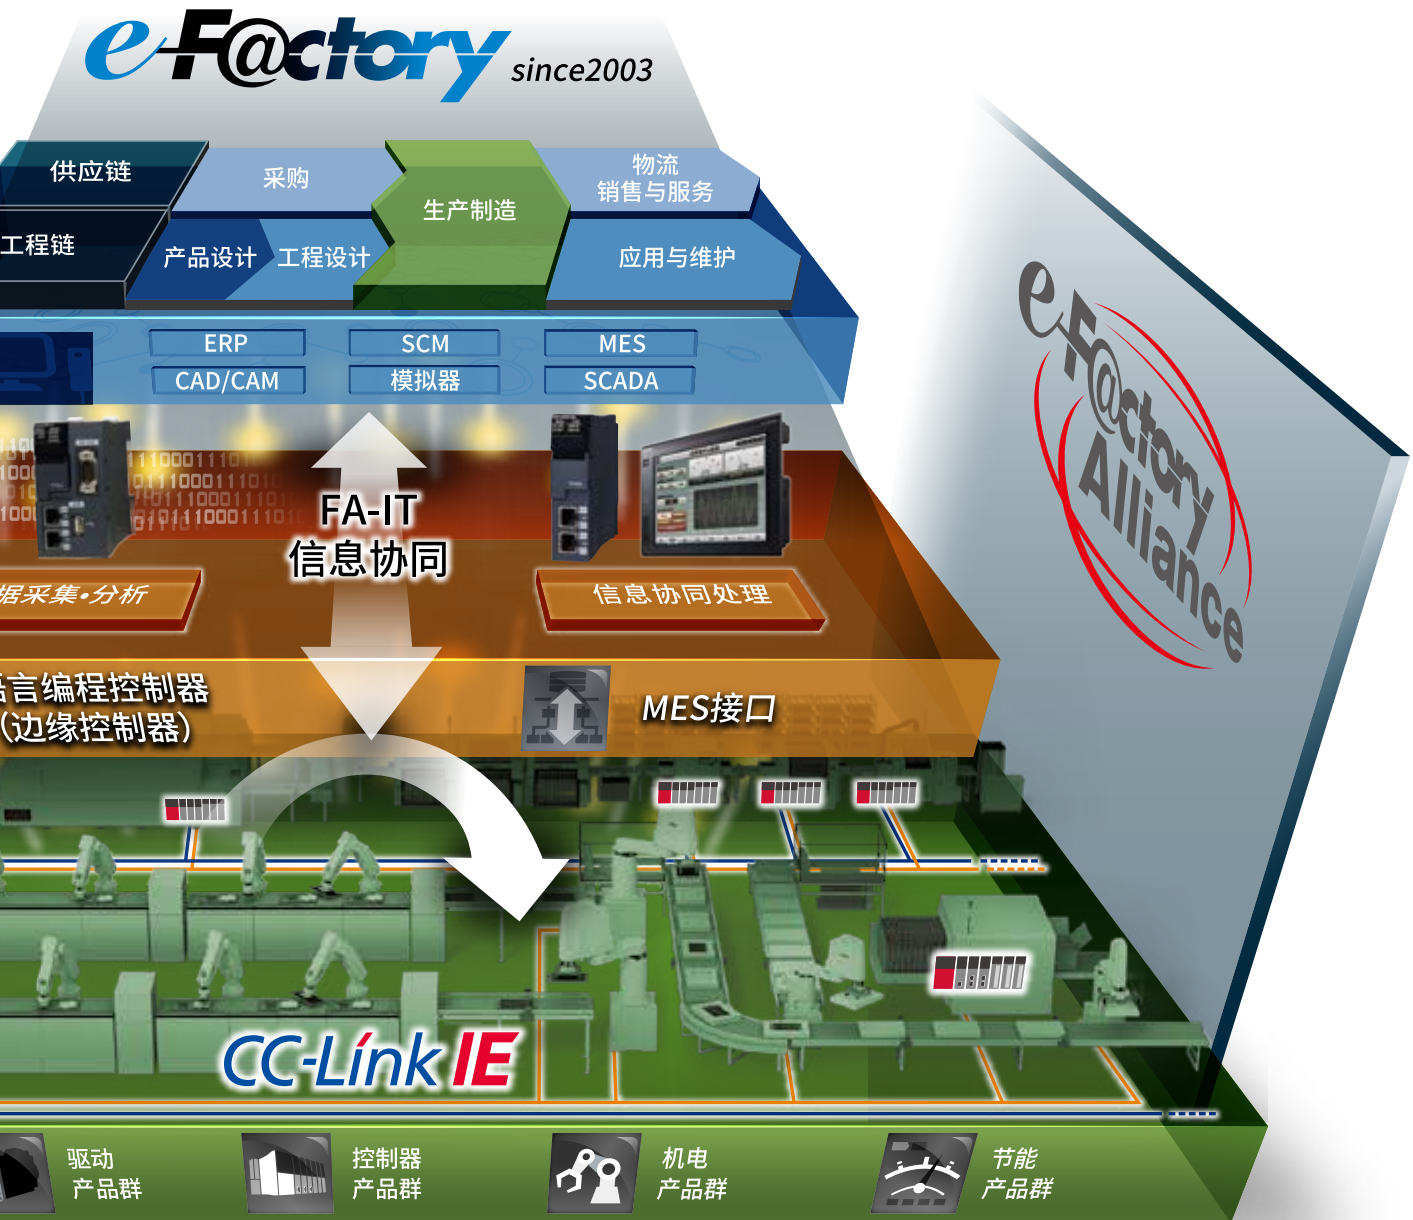 e-F@ctory since2003
供应链
采购
生产制造
物流
销售与服务
工程链
产品设计
工程设计
应用与维护
ERP
SCM
MES
CAD/CAM
模拟器
SCADA
e-F@ctory
Alliance
FA-IT
信息协同
据采集•分析
信息协同处理
语言编程控制器
（边缘控制器）
MES接口
CC-Link IE
驱动
产品群
控制器
产品群
机电
产品群
节能
产品群